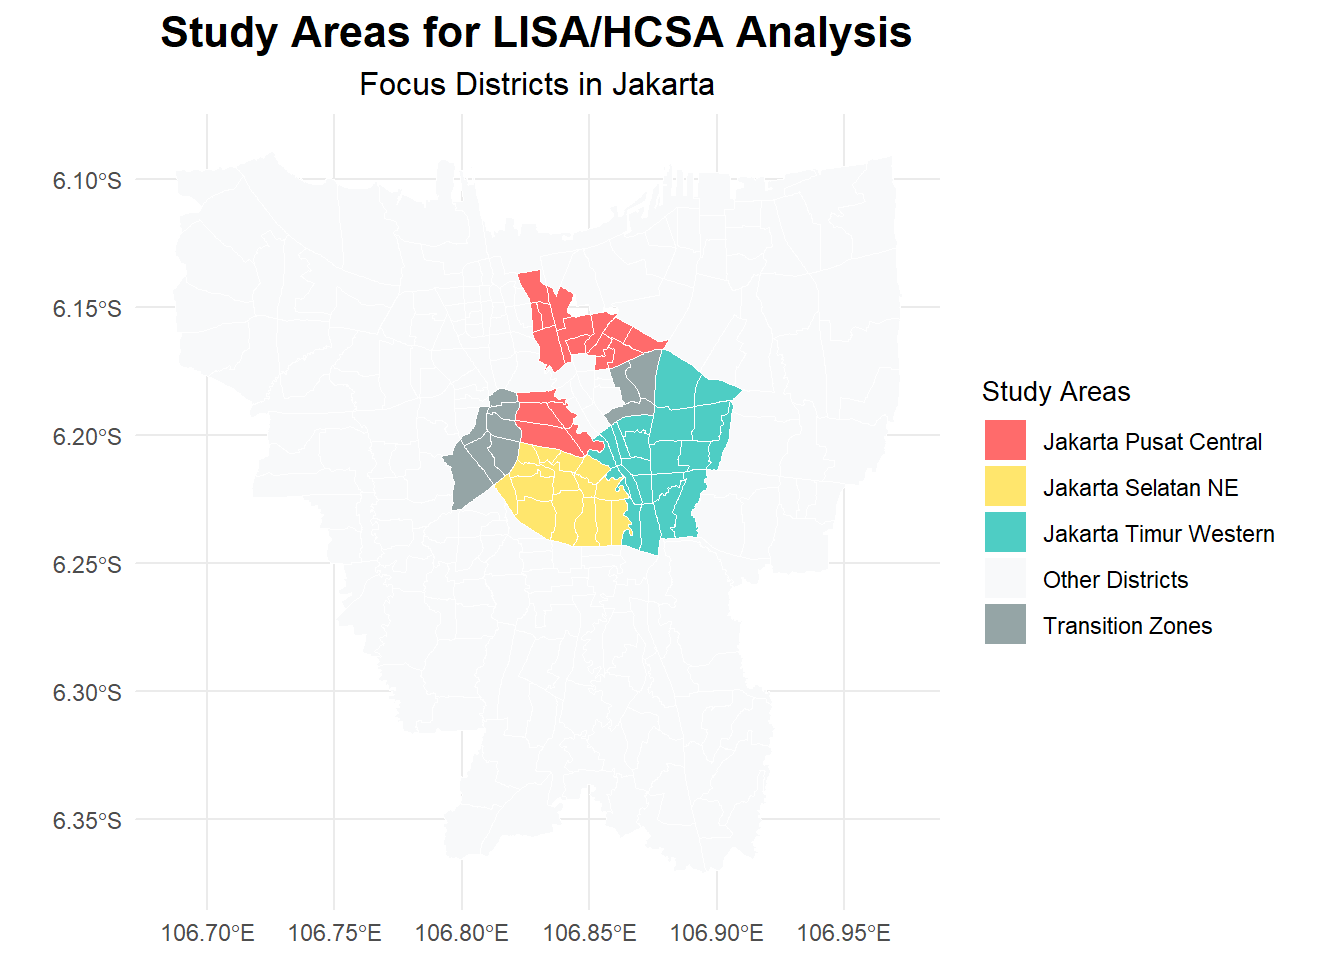 Study Areas for LISA/HCSA Analysis
Focus Districts in Jakarta
6.10°S
6.15°S
6.20°S
6.25°S
6.30°S
6.35°S
106.70°E
106.75°E
106.80°E
106.85°E
106.90°E
106.95°E
Study Areas
Jakarta Pusat Central
Jakarta Selatan NE
Jakarta Timur Western
Other Districts
Transition Zones